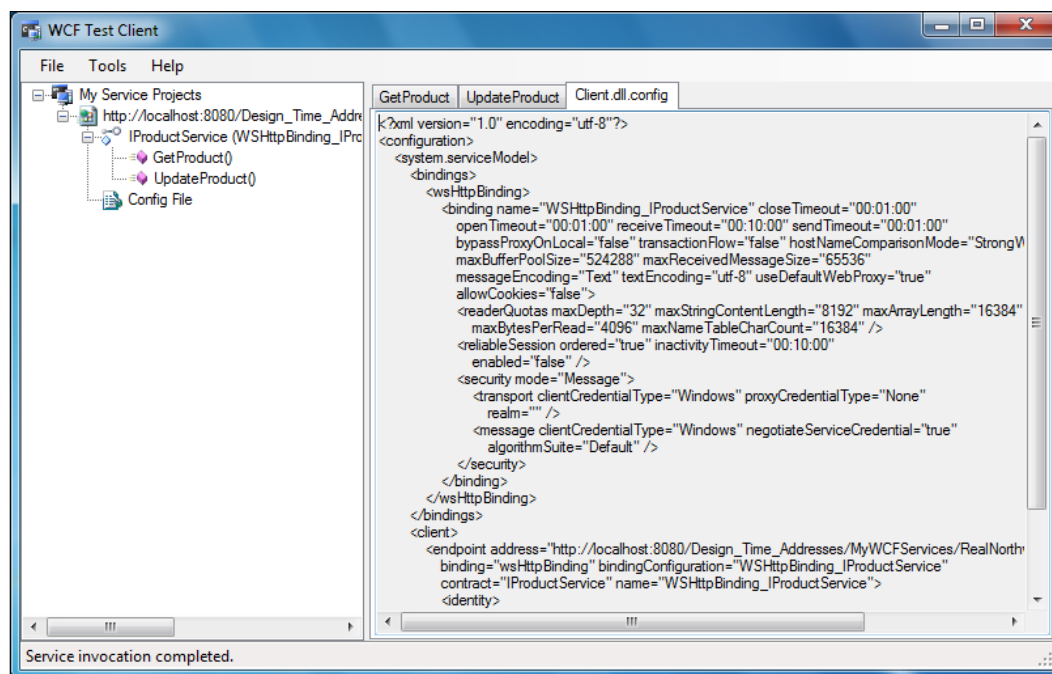 WCF Test Client
File Tools Help
My Service Projects
http://localhost:8080/Design_Time_Addre
IProductService (WSHttpBinding_IPro
GetProduct()
UpdateProduct()
Config File
GetProduct UpdateProduct Client.dll.config
<?xml version="1.0" encoding="utf-8"?>
<configuration>
<system.serviceModel>
<bindings>
<wsHttpBinding>
<binding name="WSHttpBinding_IProductService" closeTimeout="00:01:00"
openTimeout="00:01:00" receiveTimeout="00:10:00" sendTimeout="00:01:00"
bypassProxyOnLocal="false" transactionFlow="false" hostNameComparisonMode="StrongW
maxBufferPoolSize="524288" maxReceivedMessageSize="65536"
messageEncoding="Text" textEncoding="utf-8" useDefaultWebProxy="true"
allowCookies="false">
<readerQuotas maxDepth="32" maxStringContentLength="8192" maxArrayLength="16384"
maxBytesPerRead="4096" maxNameTableCharCount="16384" />
<reliableSession ordered="true" inactivityTimeout="00:10:00"
enabled="false" />
<security mode="Message">
<transport clientCredentialType="Windows" proxyCredentialType="None"
realm="" />
<message clientCredentialType="Windows" negotiateServiceCredential="true"
algorithmSuite="Default" />
</security>
</binding>
</wsHttpBinding>
</bindings>
<client>
<endpoint address="http://localhost:8080/Design_Time_Addresses/MyWCFServices/RealNorth
binding="wsHttpBinding" bindingConfiguration="WSHttpBinding_IProductService"
contract="IProductService" name="WSHttpBinding_IProductService">
<identity>
Service invocation completed.